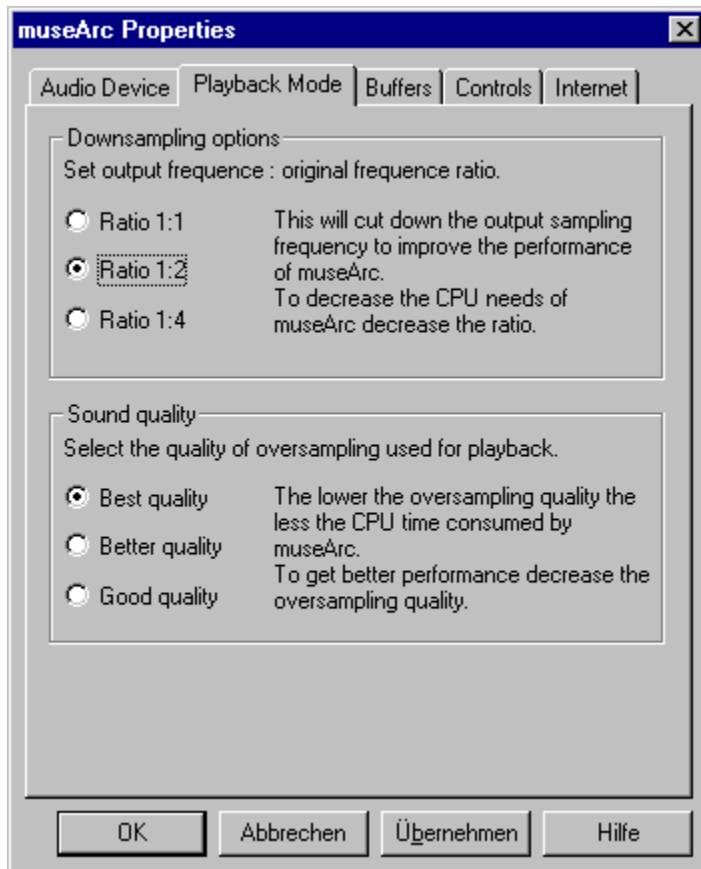 museArc Properties
Audio Device Playback Mode Buffers Controls Internet
Downsampling options
Set output frequence : original frequence ratio.
Ratio 1:1
Ratio 1:2
Ratio 1:4
This will cut down the output sampling
frequency to improve the performance
of museArc.
To decrease the CPU needs of
museArc decrease the ratio.
Sound quality
Select the quality of oversampling used for playback.
Best quality
Better quality
Good quality
The lower the oversampling quality the
less the CPU time consumed by
museArc.
To get better performance decrease the
oversampling quality.
OK Abbrechen Übernehmen Hilfe